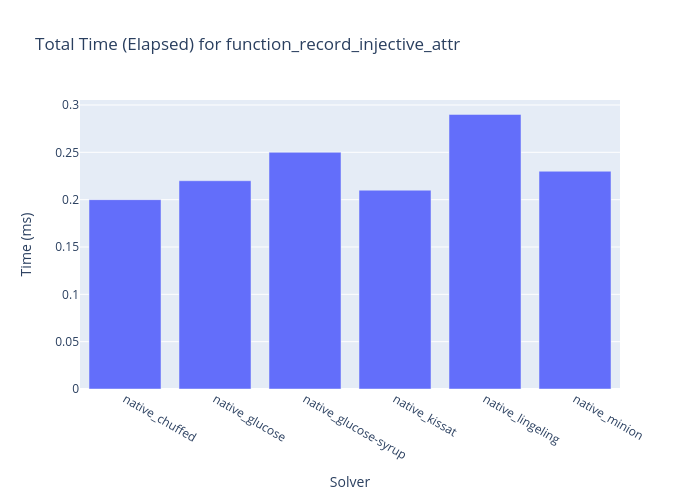 Total Time (Elapsed) for function_record_injective_attr
0.3
0.25
0.2
0.15
0.1
0.05
0
Time (ms)
native_chuffed
native_glucose
native_glucose-syrup
native_kissat
native_lingeling
native_minion
Solver